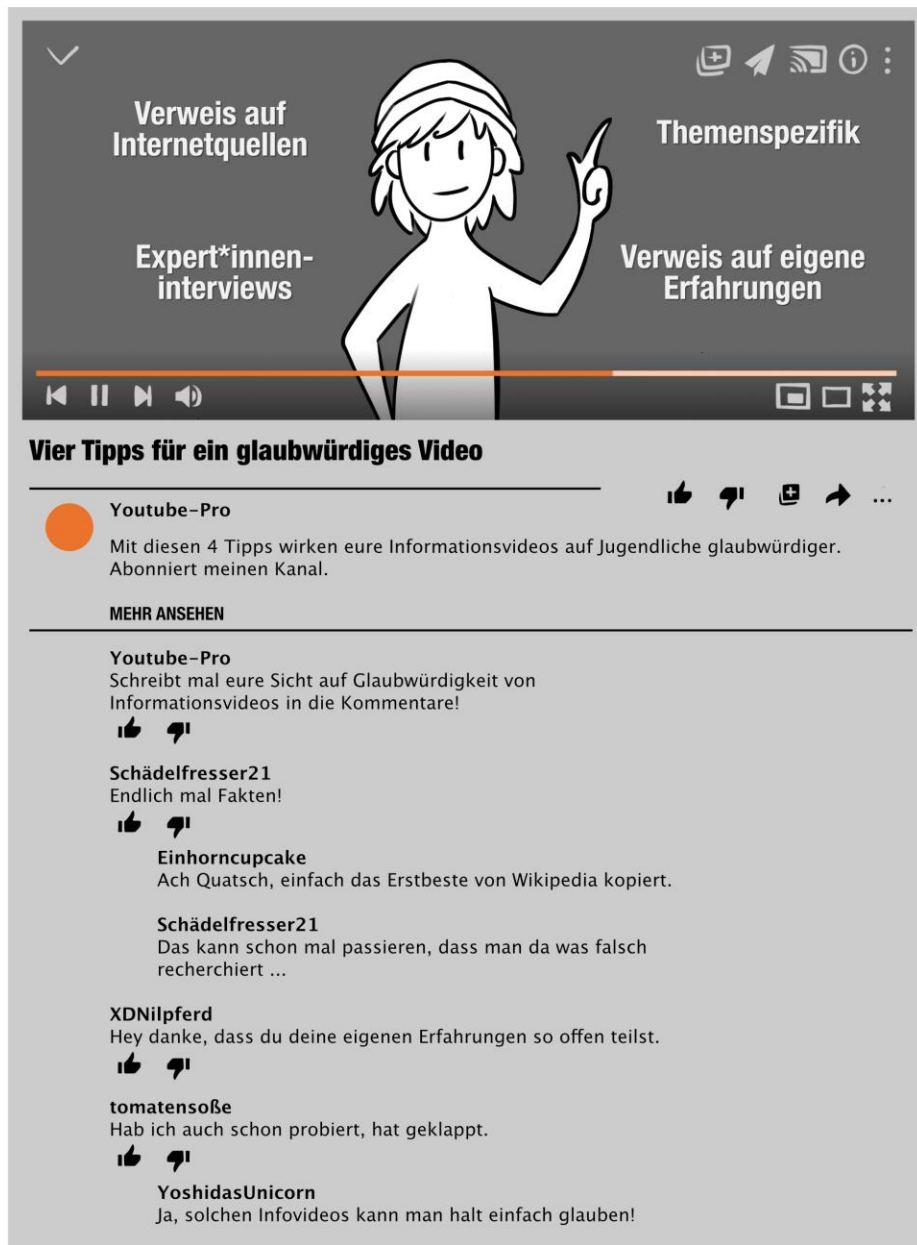 Verweis auf
Internetquellen
Themenspezifik
Expert*innen-
interviews
Verweis auf eigene
Erfahrungen
Vier Tipps für ein glaubwürdiges Video
Youtube-Pro
Mit diesen 4 Tipps wirken eure Informationsvideos auf Jugendliche glaubwürdiger.
Abonniert meinen Kanal.
MEHR ANSEHEN
Youtube-Pro
Schreibt mal eure Sicht auf Glaubwürdigkeit von
Informationsvideos in die Kommentare!
Schädelfresser21
Endlich mal Fakten!
Einhorncupcake
Ach Quatsch, einfach das Erstbeste von Wikipedia kopiert.
Schädelfresser21
Das kann schon mal passieren, dass man da was falsch
recherchiert ...
XDNilpferd
Hey danke, dass du deine eigenen Erfahrungen so offen teilst.
tomatensoße
Hab ich auch schon probiert, hat geklappt.
YoshidasUnicorn
Ja, solchen Infovideos kann man halt einfach glauben!